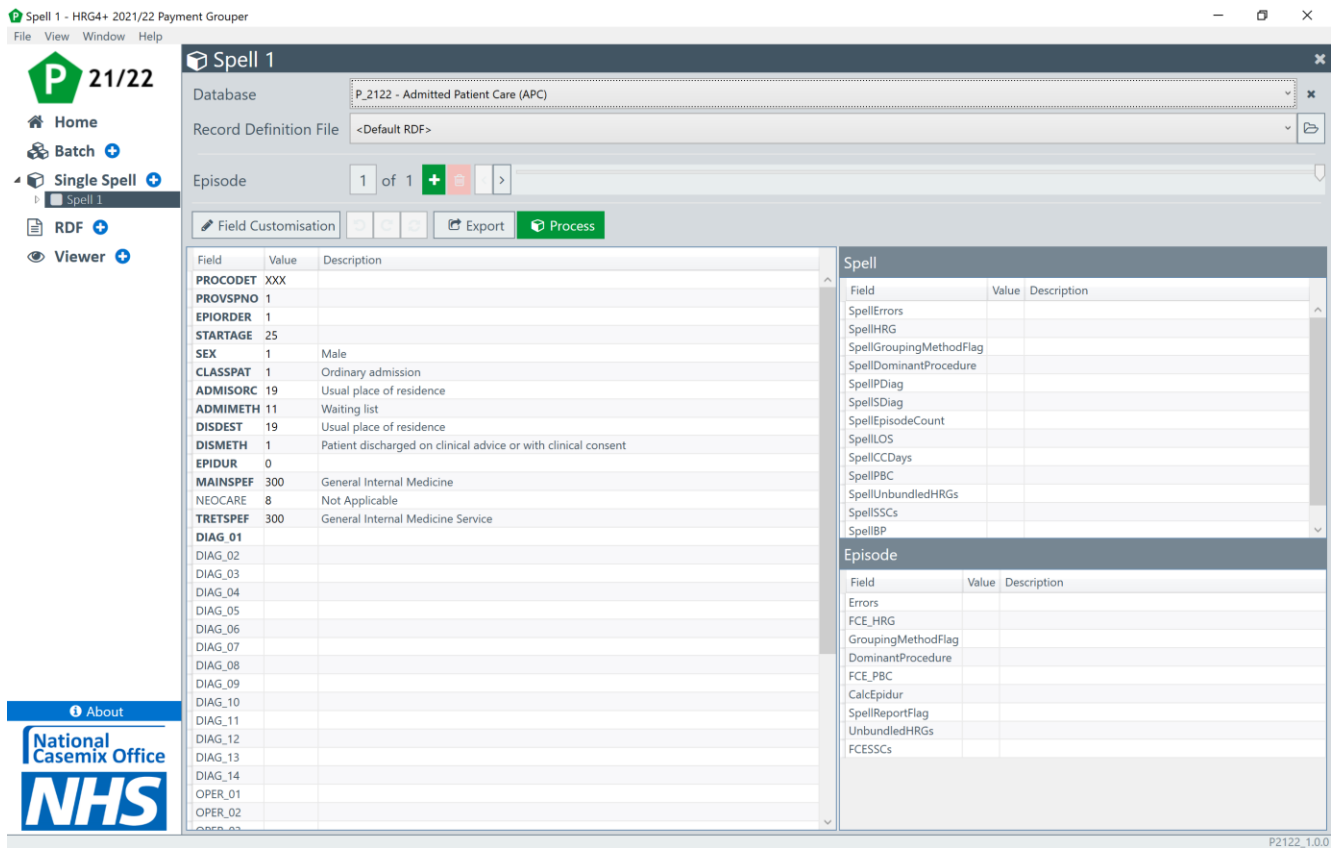 Spell 1 - HRG4+ 2021/22 Payment Grouper
File View Window Help
P 21/22
Home
Batch
Single Spell
Spell 1
RDF
Viewer
About
National
Casemix Office
NHS
Spell 1
Database P_2122 - Admitted Patient Care (APC)
Record Definition File <Default RDF>
Episode 1 of 1
Field Customisation Export Process
Field Value Description
PROCODET XXX
PROVSPNO 1
EPIORDER 1
STARTAGE 25
SEX 1 Male
CLASSPAT 1 Ordinary admission
ADMISORC 19 Usual place of residence
ADMIMETH 11 Waiting list
DISDEST 19 Usual place of residence
DISMETH 1 Patient discharged on clinical advice or with clinical consent
EPIDUR 0
MAINSPEF 300 General Internal Medicine
NEOCARE 8 Not Applicable
TRETSPEF 300 General Internal Medicine Service
DIAG_01
DIAG_02
DIAG_03
DIAG_04
DIAG_05
DIAG_06
DIAG_07
DIAG_08
DIAG_09
DIAG_10
DIAG_11
DIAG_12
DIAG_13
DIAG_14
OPER_01
OPER_02
Spell
Field Value Description
SpellErrors
SpellHRG
SpellGroupingMethodFlag
SpellDominantProcedure
SpellPDiag
SpellSDiag
SpellEpisodeCount
SpellLOS
SpellCCDays
SpellPBC
SpellUnbundledHRGs
SpellSSCs
SpellBP
Episode
Field Value Description
Errors
FCE_HRG
GroupingMethodFlag
DominantProcedure
FCE_PBC
CalcEpidur
SpellReportFlag
UnbundledHRGs
FCESSCs
P2122_1.0.0